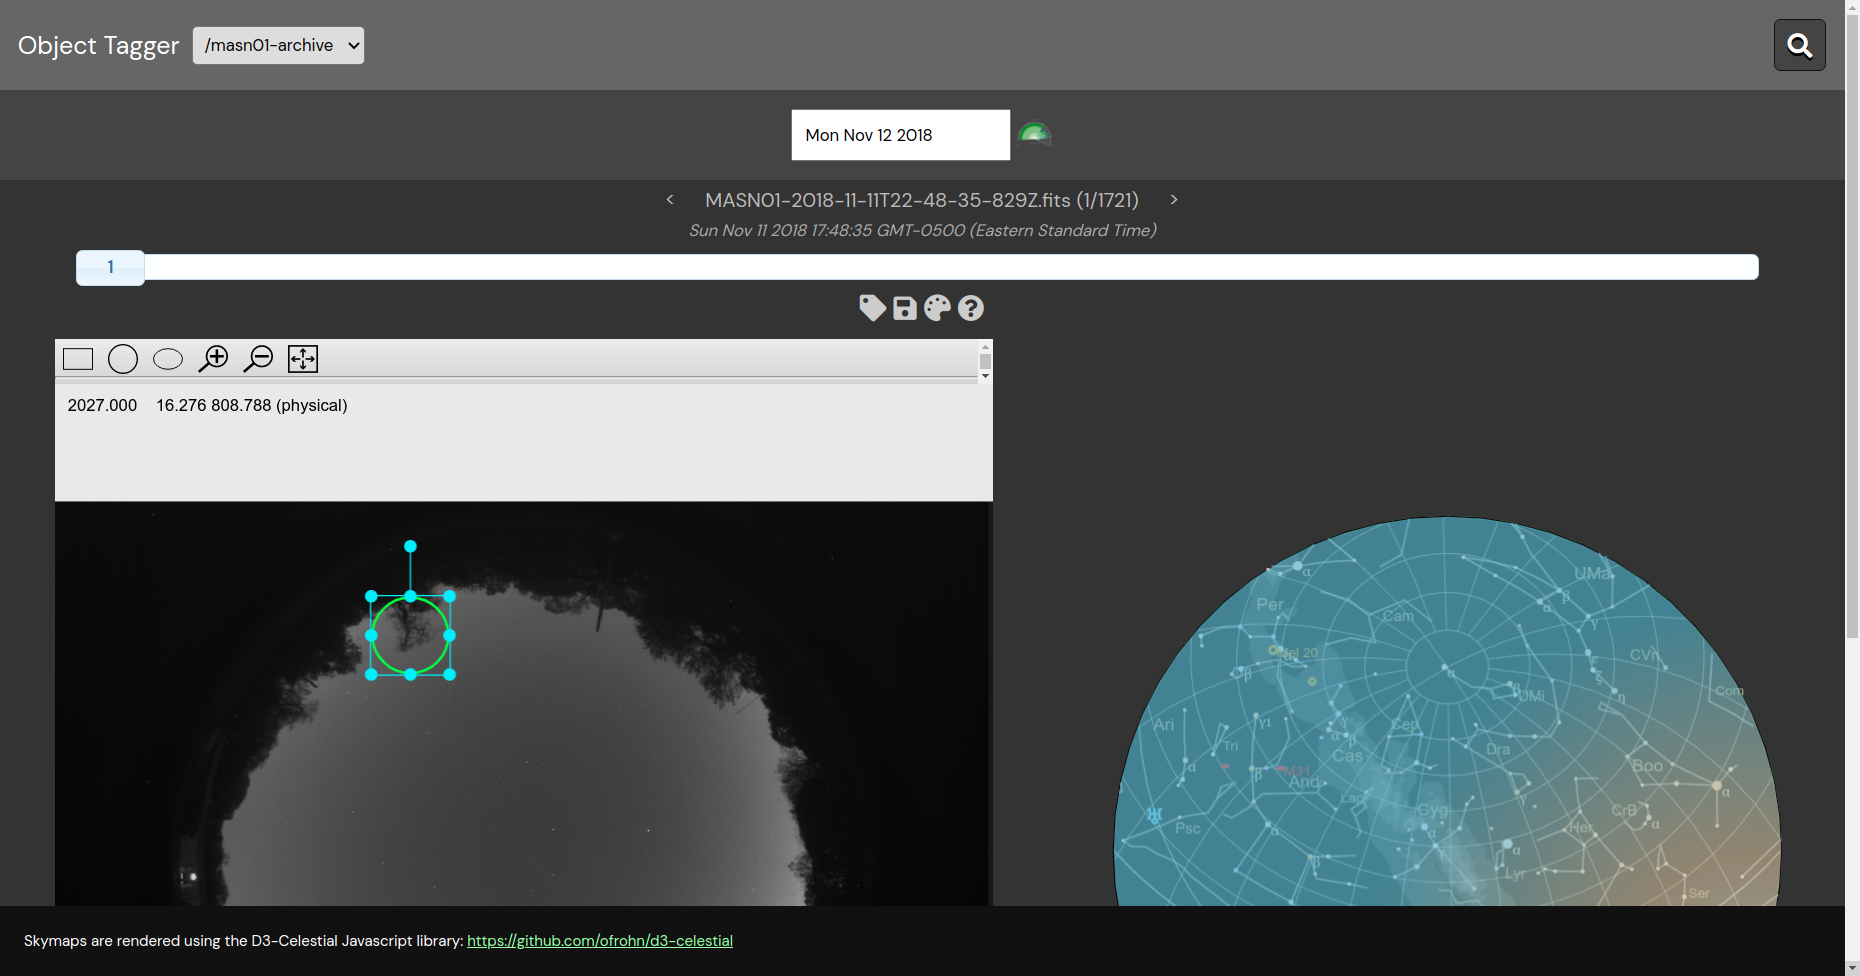 Object Tagger /masn01-archive
Mon Nov 12 2018
< MASN01-2018-11-11T22-48-35-829Z.fits (1/1721) >
Sun Nov 11 2018 17:48:35 GMT-0500 (Eastern Standard Time)
1
2027.000 16.276 808.788 (physical)
α
UMa
Per
β
α
Cam
γ
Mel 20
α
ε
CVn
β
α
ζ
β
UMi
η
Com
Ari
γ1
γ
Cep
α
β
Tri
Dra
Cas
α
β
M31
And
Boo
α
Lac
γ
Cyg
CrB
Psc
α
α
Her
α
γ
α
β
Lyr
Ser
Skymaps are rendered using the D3-Celestial Javascript library: https://github.com/ofrohn/d3-celestial